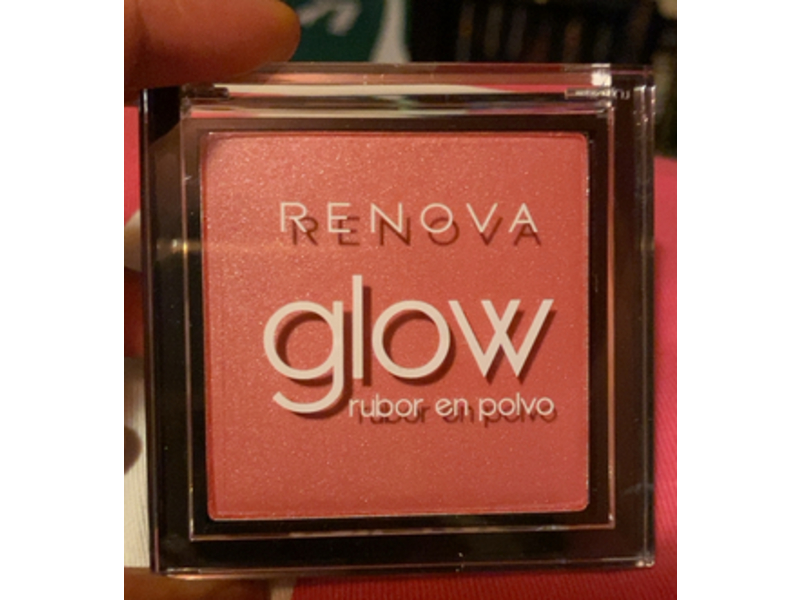 RENOVA
glow
rubor en polvo